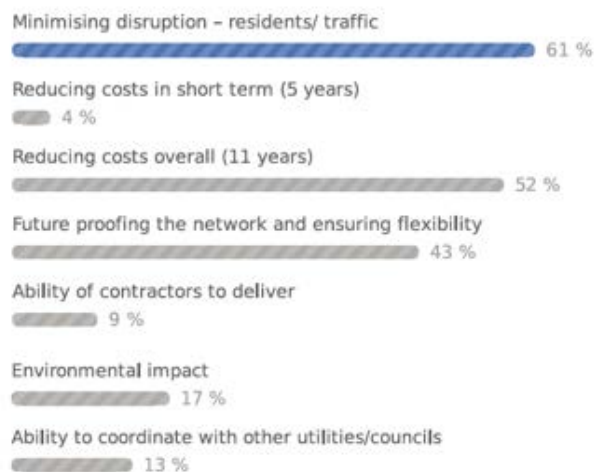 Minimising disruption – residents/ traffic
61 %
Reducing costs in short term (5 years)
4 %
Reducing costs overall (11 years)
52 %
Future proofing the network and ensuring flexibility
43 %
Ability of contractors to deliver
9 %
Environmental impact
17 %
Ability to coordinate with other utilities/councils
13 %